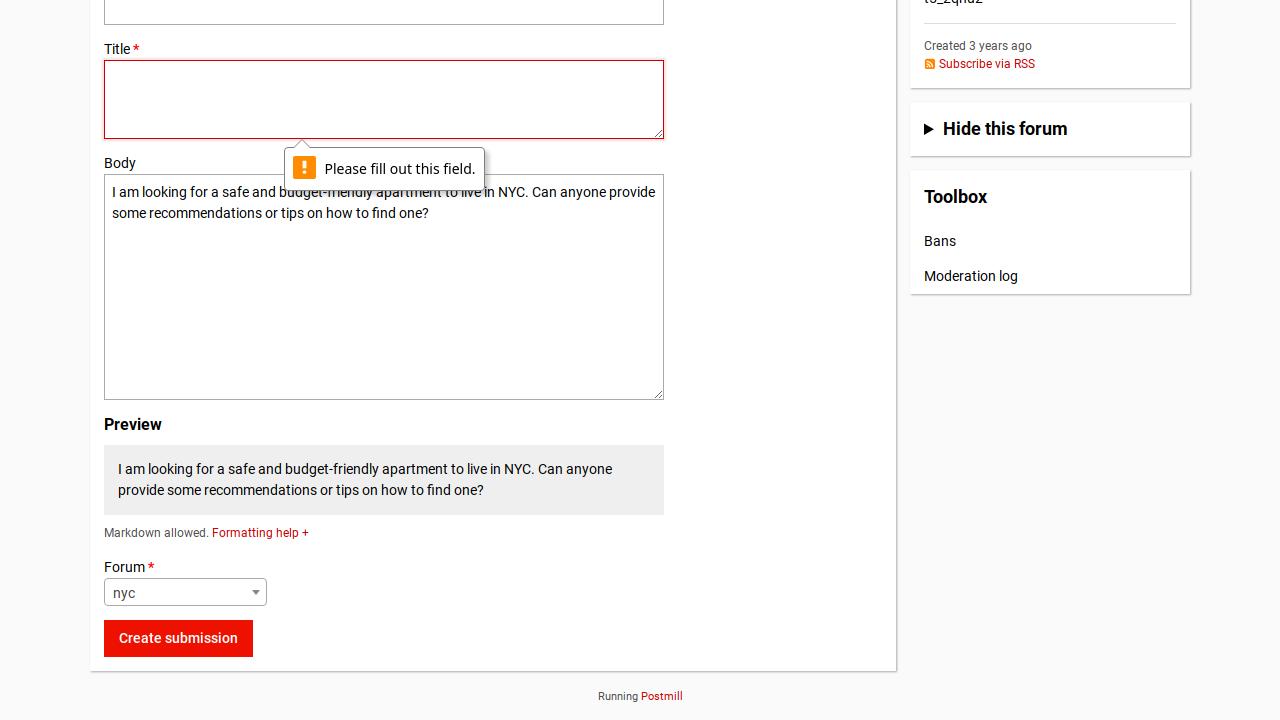 Title *
Please fill out this field.
Body
I am looking for a safe and budget-friendly apartment to live in NYC. Can anyone provide
some recommendations or tips on how to find one?
Preview
I am looking for a safe and budget-friendly apartment to live in NYC. Can anyone
provide some recommendations or tips on how to find one?
Markdown allowed. Formatting help +
Forum *
nyc
Create submission
Created 3 years ago
Subscribe via RSS
Hide this forum
Toolbox
Bans
Moderation log
Running Postmill